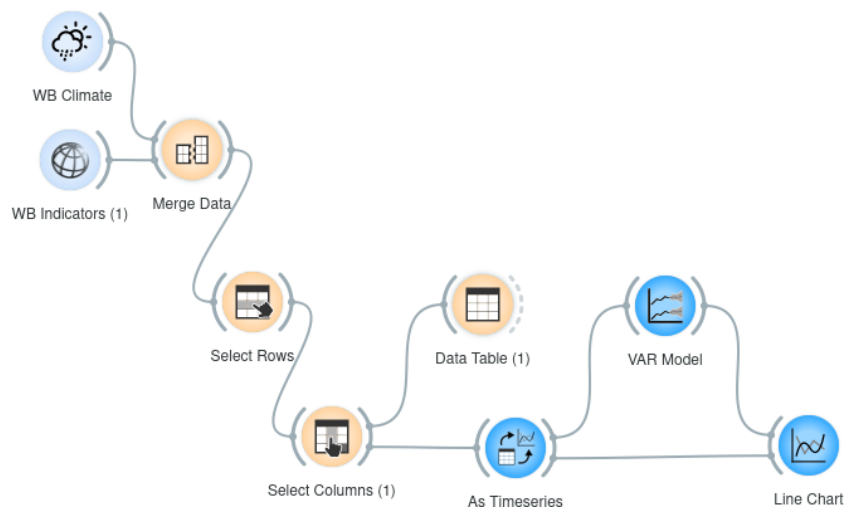 WB Climate
WB Indicators (1)
Merge Data
Select Rows
Data Table (1)
VAR Model
Select Columns (1)
As Timeseries
Line Chart